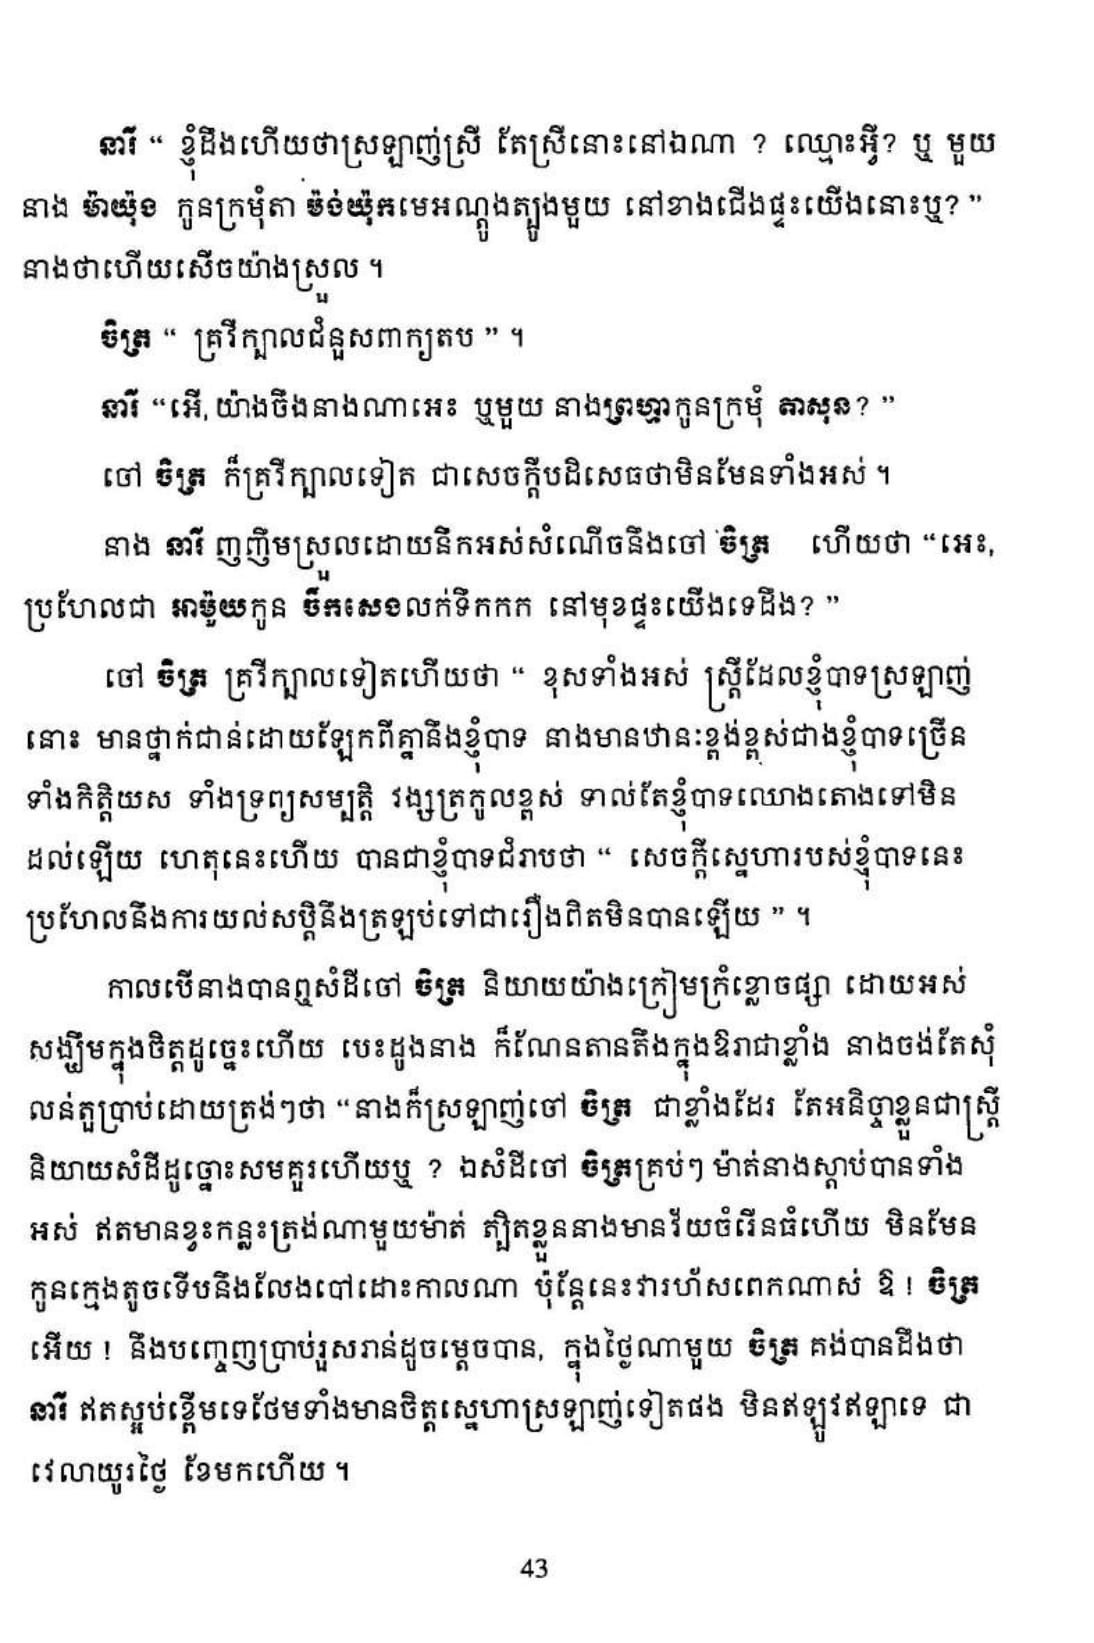 នារី “ ខ្ញុំដឹងហើយថាស្រឡាញ់ស្រី តែស្រីនោះនៅឯណា ? ឈ្មោះអ្វី? ឬ មួយ
នាង ម៉ាយ៉ុង កូនក្រមុំតា ម៉ង់យ៉ុកមេអណ្ដូងត្បូងមួយ នៅខាងជើងផ្ទះយើងនោះឬ? ”
នាងថាហើយសើចយ៉ាងស្រួល ។
ចិត្រ “ គ្រវីក្បាលជំនួសពាក្យតប ” ។
នារី “អើ, យ៉ាងចឹងនាងណាអេះ ឬមួយ នាងព្រហ្មាកូនក្រមុំ តាសុន? ”
ចៅ ចិត្រ ក៏គ្រវីក្បាលទៀត ជាសេចក្ដីបដិសេធថាមិនមែនទាំងអស់ ។
នាង នារី ញញឹមស្រួលដោយនឹកអស់សំណើចនឹងចៅ ចិត្រ ហើយថា “អេះ,
ប្រហែលជា អាម៉ួយកូន ចឹកសេងលក់ទឹកកក នៅមុខផ្ទះយើងទេដឹង? ”
ចៅ ចិត្រ គ្រវីក្បាលទៀតហើយថា “ ខុសទាំងអស់ ស្ត្រីដែលខ្ញុំបាទស្រឡាញ់
នោះ មានថ្នាក់ជាន់ដោយឡែកពីគ្នានឹងខ្ញុំបាទ នាងមានឋានៈខ្ពង់ខ្ពស់ជាងខ្ញុំបាទច្រើន
ទាំងកិត្តិយស ទាំងទ្រព្យសម្បត្តិ វង្សត្រកូលខ្ពស់ ទាល់តែខ្ញុំបាទឈោងតោងទៅមិន
ដល់ឡើយ ហេតុនេះហើយ បានជាខ្ញុំបាទជំរាបថា “ សេចក្ដីស្នេហារបស់ខ្ញុំបាទនេះ
ប្រហែលនឹងការយល់សប្តិនឹងត្រឡប់ទៅជារឿងពិតមិនបានឡើយ ” ។
កាលបើនាងបានឮសំដីចៅ ចិត្រ និយាយយ៉ាងក្រៀមក្រំខ្លោចផ្សា ដោយអស់
សង្ឃឹមក្នុងចិត្តដូច្នេះហើយ បេះដូងនាង ក៏ណែនតានតឹងក្នុងឱរាជាខ្លាំង នាងចង់តែសុំ
លន់តួប្រាប់ដោយត្រង់ៗថា “នាងក៏ស្រឡាញ់ចៅ ចិត្រ ជាខ្លាំងដែរ តែអនិច្ចាខ្លួនជាស្ត្រី
និយាយសំដីដូច្នោះសមគួរហើយឬ ? ឯសំដីចៅ ចិត្រគ្រប់ៗ ម៉ាត់នាងស្ដាប់បានទាំង
អស់ ឥតមានខ្វះកន្លះត្រង់ណាមួយម៉ាត់ ត្បិតខ្លួននាងមានវ័យចំរើនធំហើយ មិនមែន
កូនក្មេងតូចទើបនឹងលែងបៅដោះកាលណា ប៉ុន្តែនេះវារហ័សពេកណាស់ ឱ ! ចិត្រ
អើយ ! នឹងបញ្ចេញប្រាប់រួសរាន់ដូចម្ដេចបាន, ក្នុងថ្ងៃណាមួយ ចិត្រ គង់បានដឹងថា
នារី ឥតស្អប់ខ្ពើមទេថែមទាំងមានចិត្តស្នេហាស្រឡាញ់ទៀតផង មិនឥឡូវឥឡាទេ ជា
វេលាយូរថ្ងៃ ខែមកហើយ ។
43